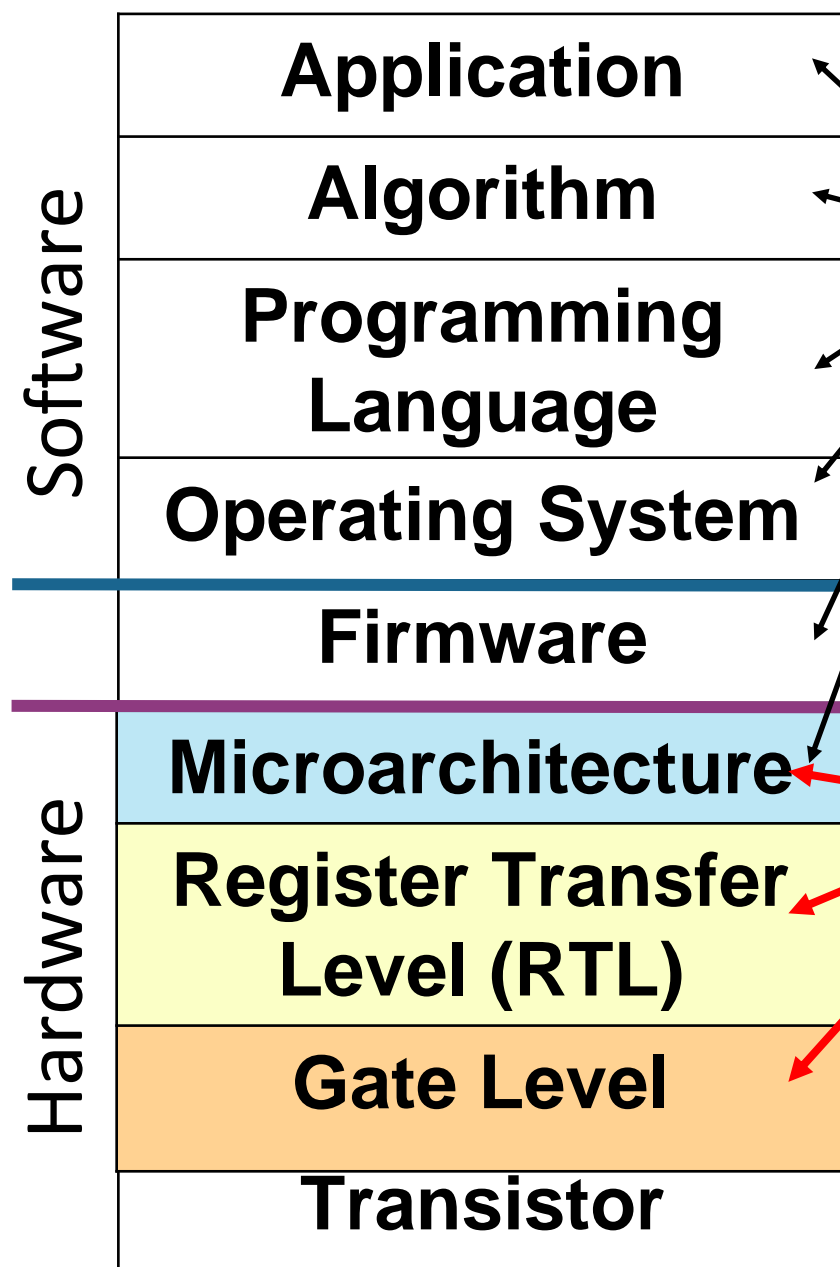 Application
Algorithm
Programming
Language
Operating System
Firmware
Microarchitecture
Register Transfer
Level (RTL)
Gate Level
Transistor
Software
Hardware